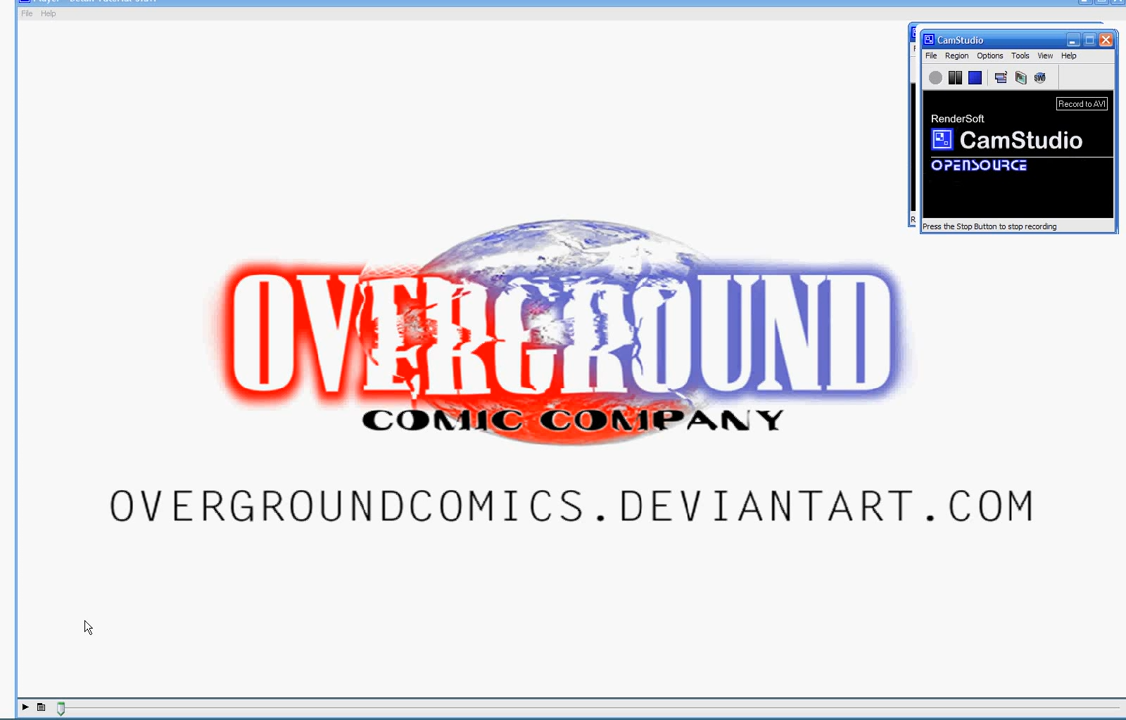 File Help
CamStudio
File Region Options Tools View Help
Record to AVI
RenderSoft
CamStudio
OPENSOURCE
Press the Stop Button to stop recording
OVERGROUND
COMIC COMPANY
OVERGROUNDCOMICS.DEVIANTART.COM